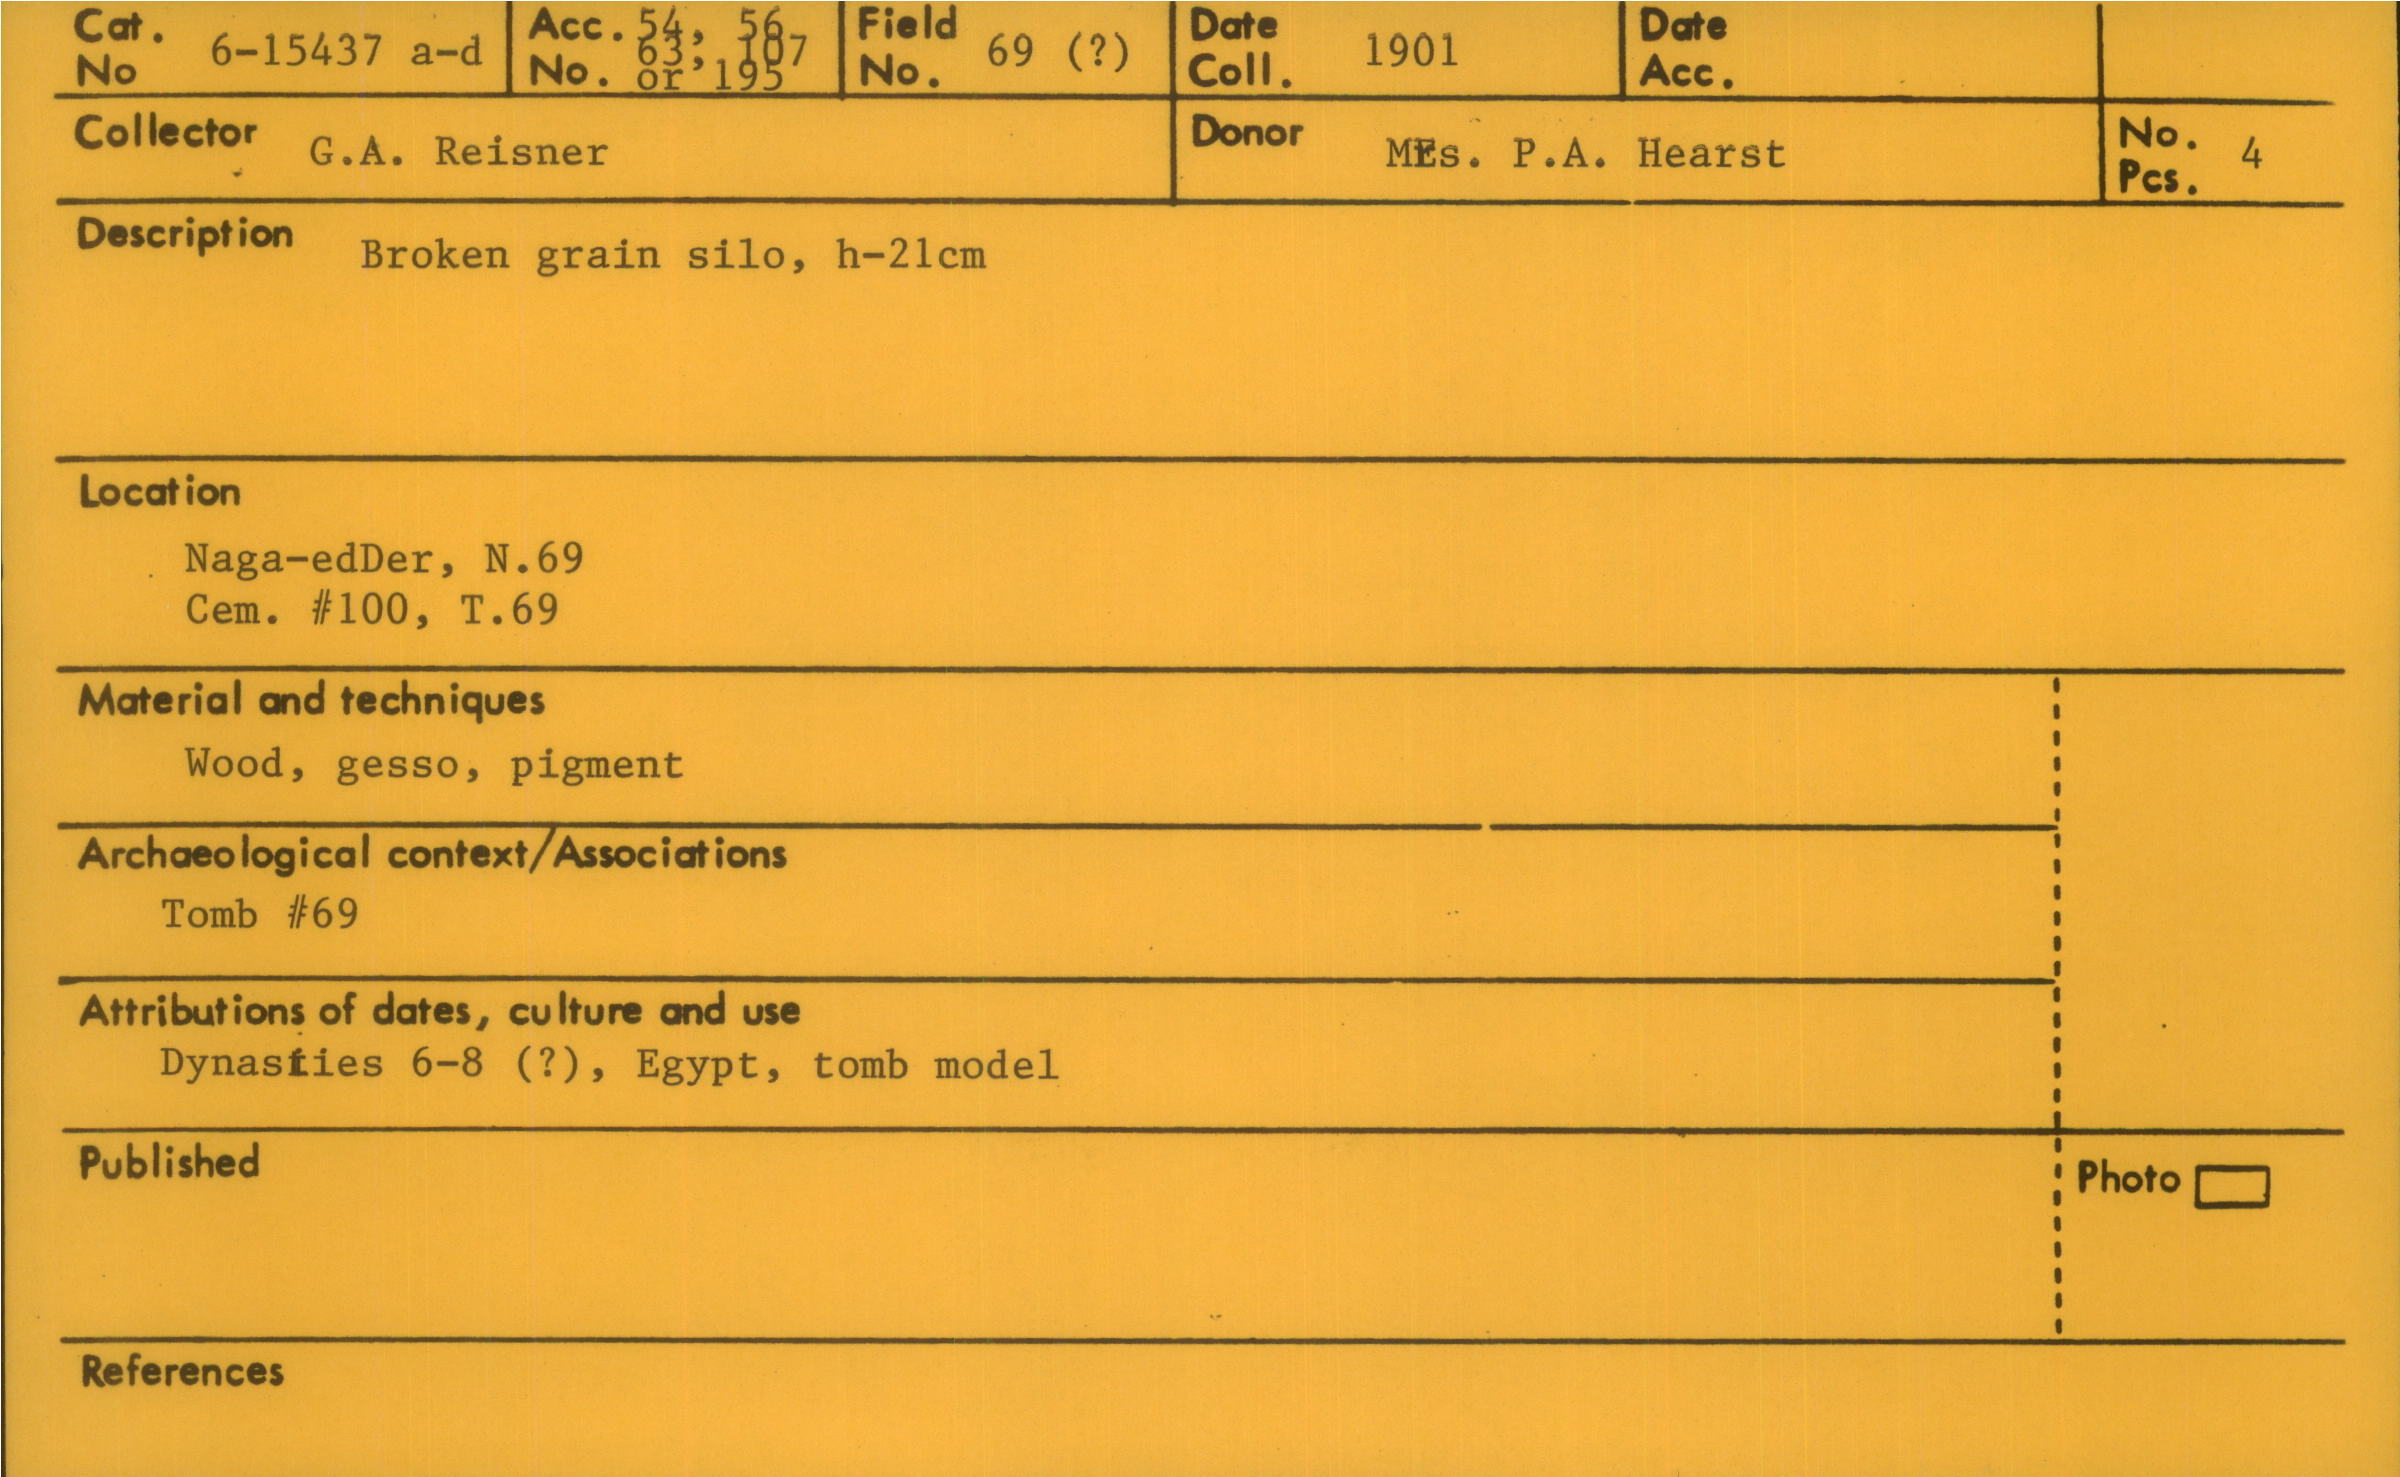 Cat. No 6-15437 a-d
Acc. No. 54, 56, 63, 107 or 195
Field No. 69 (?)
Date Coll. 1901
Date Acc.
Collector G.A. Reisner
Donor Mrs. P.A. Hearst
No. Pcs. 4
Description Broken grain silo, h-21cm
Location
Naga-edDer, N.69
Cem. #100, T.69
Material and techniques
Wood, gesso, pigment
Archaeological context/Associations
Tomb #69
Attributions of dates, culture and use
Dynasties 6-8 (?), Egypt, tomb model
Published
Photo
References